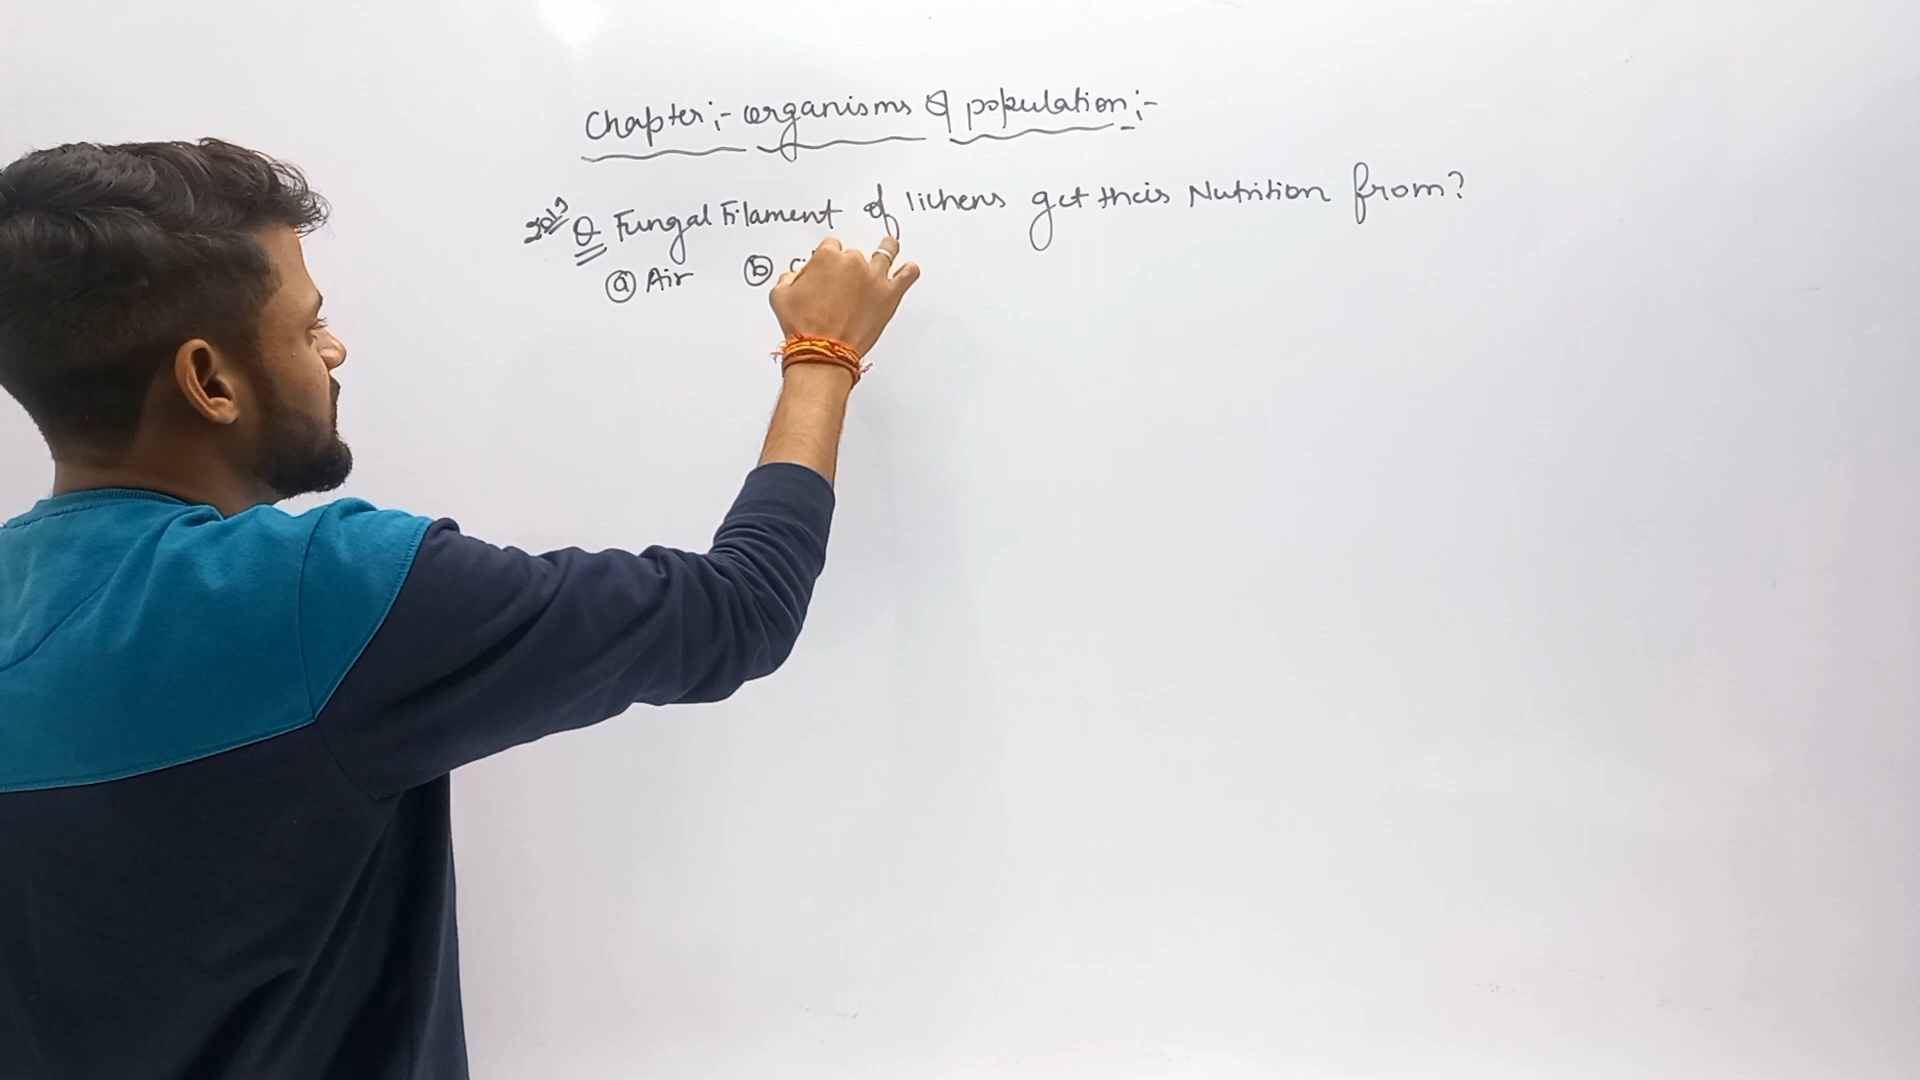 Chapter:- organisms & population:-
Q Fungal Filament of lichens get their Nutrition from?
(a) Air (b)